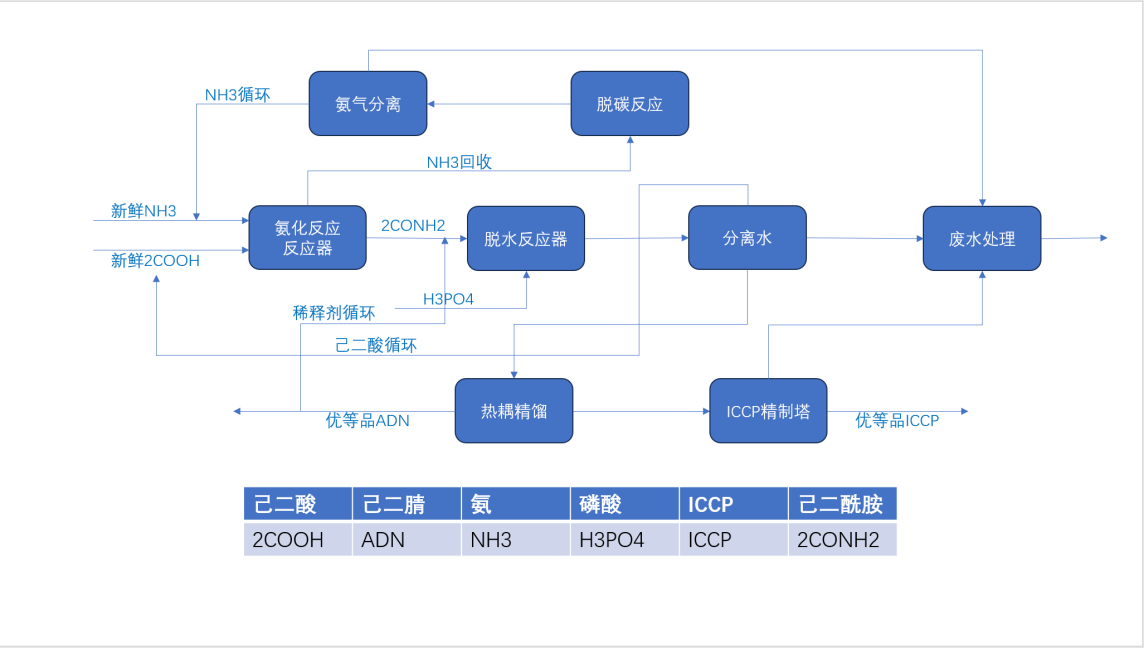 NH3循环
氨气分离
脱碳反应
NH3回收
新鲜NH3
氨化反应
反应器
2CONH2
脱水反应器
分离水
废水处理
新鲜2COOH
H3PO4
稀释剂循环
己二酸循环
热耦精馏
ICCP精制塔
优等品ADN
优等品ICCP
己二酸 己二腈 氨 磷酸 ICCP 己二酰胺
2COOH ADN NH3 H3PO4 ICCP 2CONH2